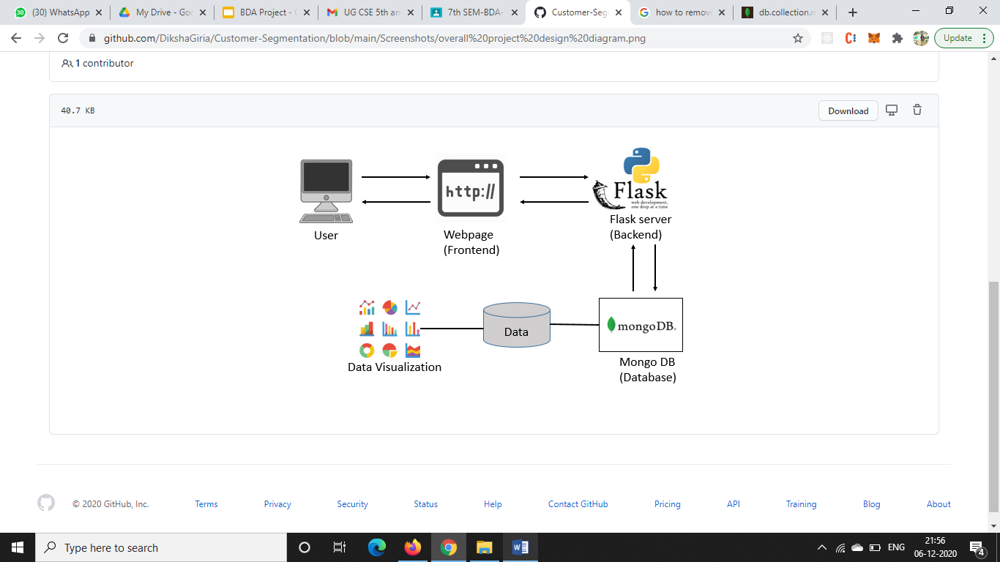 (30) WhatsApp
My Drive - Goo
BDA Project - G
UG CSE 5th an
7th SEM-BDA-
Customer-Seg
how to remove
db.collection.r
github.com/DikshaGiria/Customer-Segmentation/blob/main/Screenshots/overall%20project%20design%20diagram.png
Update
1 contributor
40.7 KB
Download
http://
Flask
web development,
one drop at a time
User
Webpage
(Frontend)
Flask server
(Backend)
Data
mongoDB.
Data Visualization
Mongo DB
(Database)
© 2020 GitHub, Inc.
Terms
Privacy
Security
Status
Help
Contact GitHub
Pricing
API
Training
Blog
About
Type here to search
ENG
21:56
06-12-2020
4